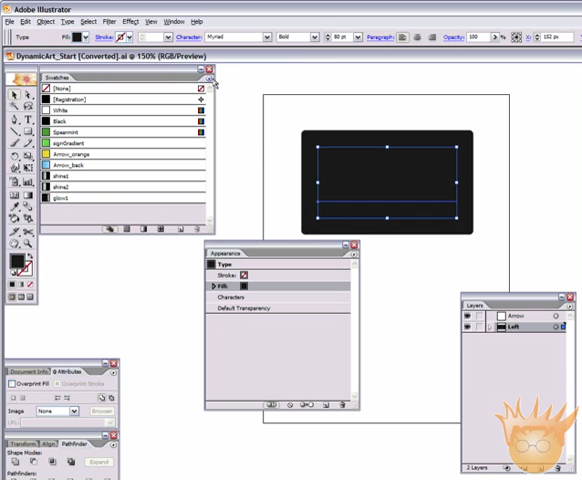 Adobe Illustrator
File Edit Object Type Select Filter Effect View Window Help
Type Fill: Stroke: Character: Myriad Bold 80 pt Paragraph: Opacity: 100 % X: 152 px
DynamicArt_Start [Converted].ai @ 150% (RGB/Preview)
Swatches
[None]
[Registration]
White
Black
Spearmint
signGradient
Arrow_orange
Arrow_back
shine1
shine2
glow1
Appearance
Type
Stroke:
Fill:
Characters
Default Transparency
Layers
Arrow
Left
2 Layers
Document Info Attributes
Overprint Fill Overprint Stroke
Image: None Browser
URL:
Transform Align Pathfinder
Shape Modes:
Expand
Pathfinders: